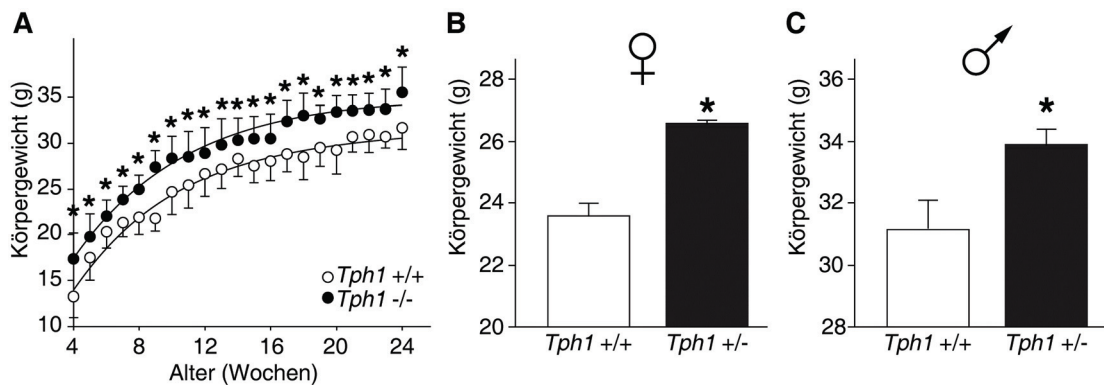 A
Körpergewicht (g)
35
30
25
20
15
10
4
8
12
16
20
24
Alter (Wochen)
* * * * * * * * * * * * * * * * * * * * *
Tph1 +/+
Tph1 -/-
B
♀
Körpergewicht (g)
28
26
24
22
20
*
Tph1 +/+
Tph1 +/-
C
♂
Körpergewicht (g)
36
34
32
30
28
*
Tph1 +/+
Tph1 +/-